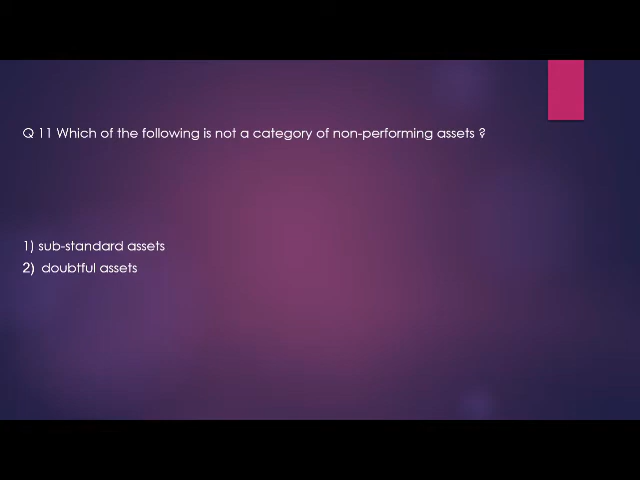 Q 11 Which of the following is not a category of non-performing assets ?
1) sub-standard assets
2) doubtful assets